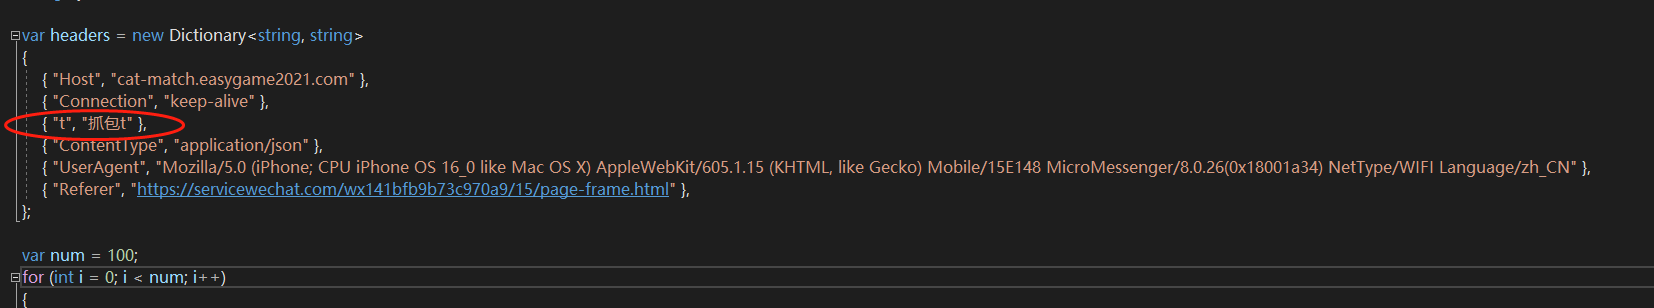 var headers = new Dictionary<string, string>
{
{ "Host", "cat-match.easygame2021.com" },
{ "Connection", "keep-alive" },
{ "t", "抓包t" },
{ "ContentType", "application/json" },
{ "UserAgent", "Mozilla/5.0 (iPhone; CPU iPhone OS 16_0 like Mac OS X) AppleWebKit/605.1.15 (KHTML, like Gecko) Mobile/15E148 MicroMessenger/8.0.26(0x18001a34) NetType/WIFI Language/zh_CN" },
{ "Referer", "https://servicewechat.com/wx141bfb9b73c970a9/15/page-frame.html" },
};
var num = 100;
for (int i = 0; i < num; i++)
{